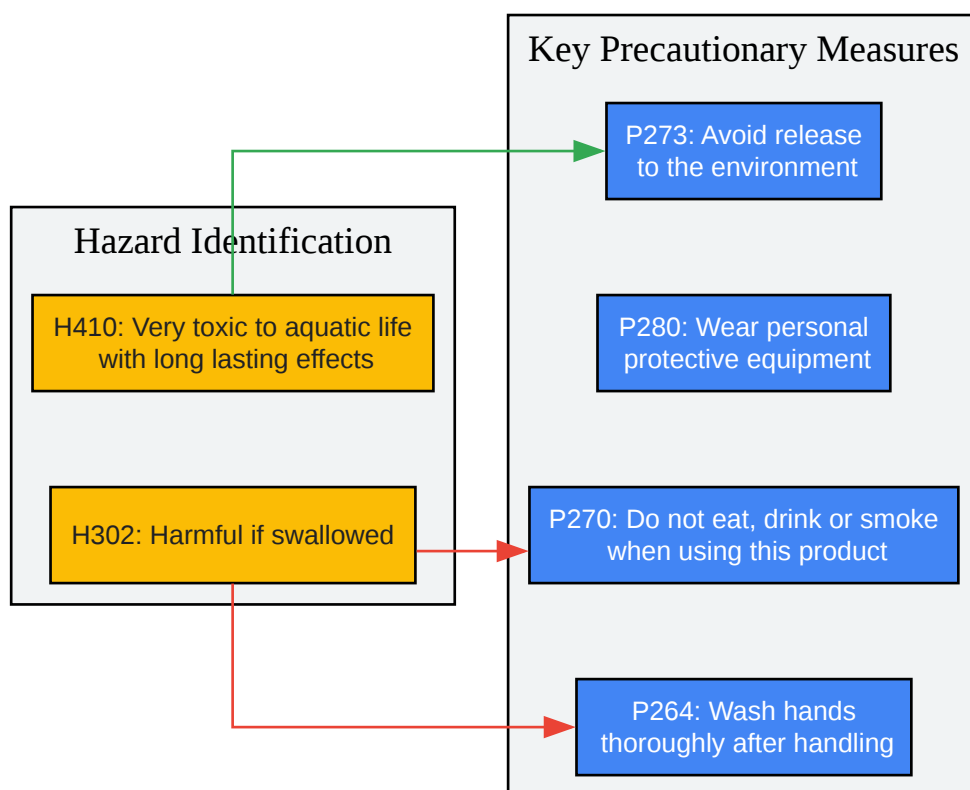 Hazard Identification
H410: Very toxic to aquatic life
with long lasting effects
H302: Harmful if swallowed
Key Precautionary Measures
P273: Avoid release
to the environment
P280: Wear personal
protective equipment
P270: Do not eat, drink or smoke
when using this product
P264: Wash hands
thoroughly after handling